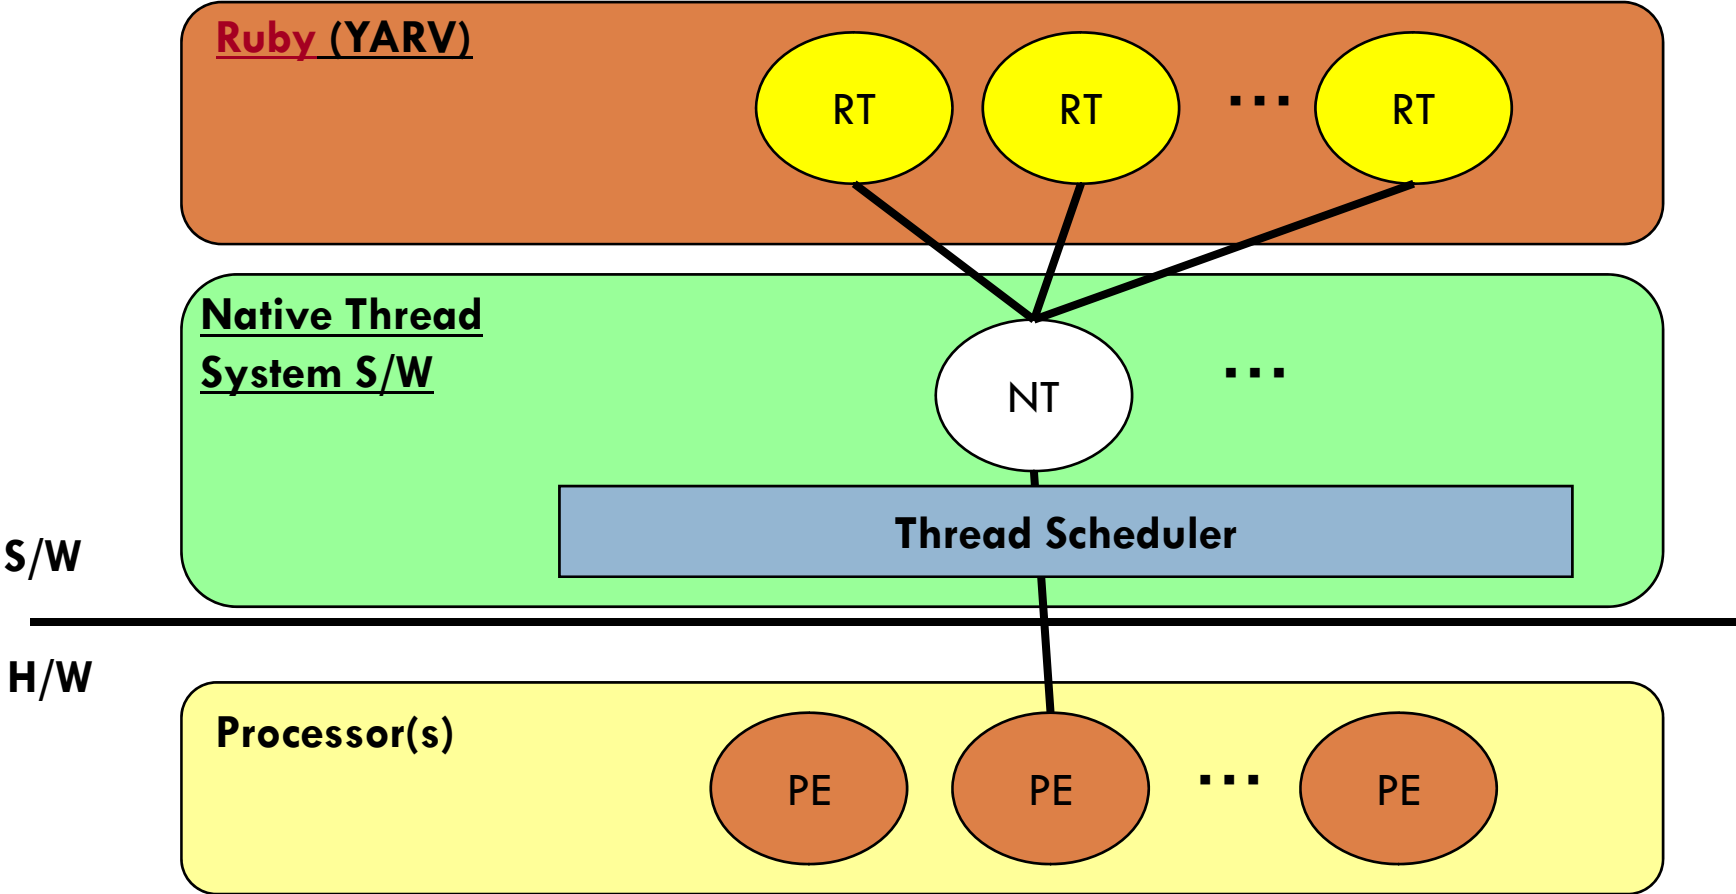 Ruby (YARV)
RT RT ... RT
Native Thread
System S/W
NT ...
Thread Scheduler
S/W
H/W
Processor(s)
PE PE ... PE